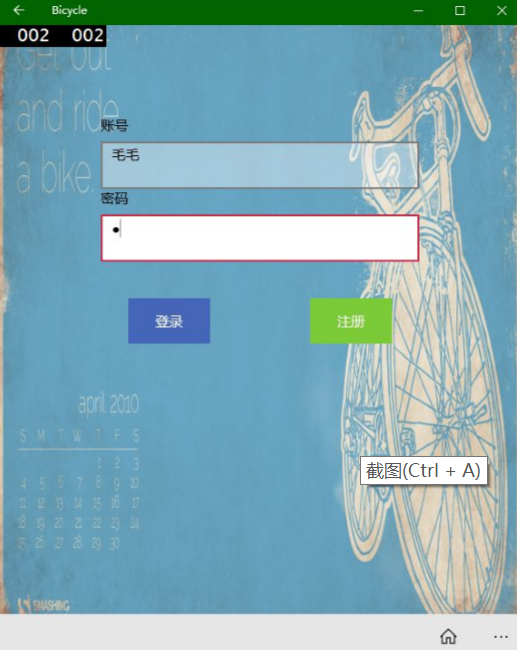 Bicycle
002 002
Get out
and ride
a bike.
账号
毛毛
密码
登录 注册
april 2010
S M T W T F S
1 2 3
4 5 6 7 8 9 10
11 12 13 14 15 16 17
18 19 20 21 22 23 24
25 26 27 28 29 30
截图(Ctrl + A)
SMASHING